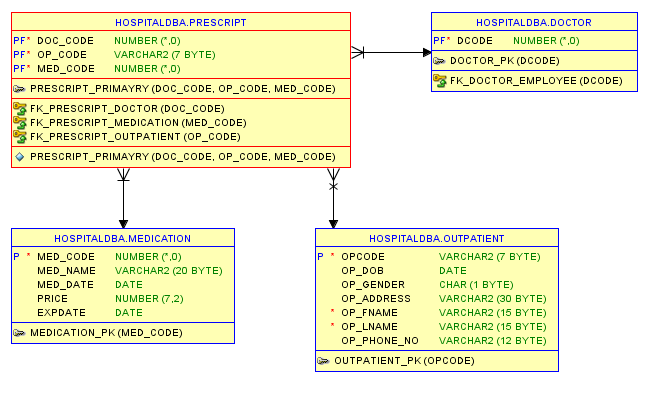 HOSPITALDBA.PRESCRIPT
PF* DOC_CODE NUMBER (*,0)
PF* OP_CODE VARCHAR2 (7 BYTE)
PF* MED_CODE NUMBER (*,0)
PRESCRIPT_PRIMAYRY (DOC_CODE, OP_CODE, MED_CODE)
FK_PRESCRIPT_DOCTOR (DOC_CODE)
FK_PRESCRIPT_MEDICATION (MED_CODE)
FK_PRESCRIPT_OUTPATIENT (OP_CODE)
PRESCRIPT_PRIMAYRY (DOC_CODE, OP_CODE, MED_CODE)
HOSPITALDBA.DOCTOR
PF* DCODE NUMBER (*,0)
DOCTOR_PK (DCODE)
FK_DOCTOR_EMPLOYEE (DCODE)
HOSPITALDBA.MEDICATION
P * MED_CODE NUMBER (*,0)
MED_NAME VARCHAR2 (20 BYTE)
MED_DATE DATE
PRICE NUMBER (7,2)
EXPDATE DATE
MEDICATION_PK (MED_CODE)
HOSPITALDBA.OUTPATIENT
P * OPCODE VARCHAR2 (7 BYTE)
OP_DOB DATE
OP_GENDER CHAR (1 BYTE)
OP_ADDRESS VARCHAR2 (30 BYTE)
* OP_FNAME VARCHAR2 (15 BYTE)
* OP_LNAME VARCHAR2 (15 BYTE)
OP_PHONE_NO VARCHAR2 (12 BYTE)
OUTPATIENT_PK (OPCODE)